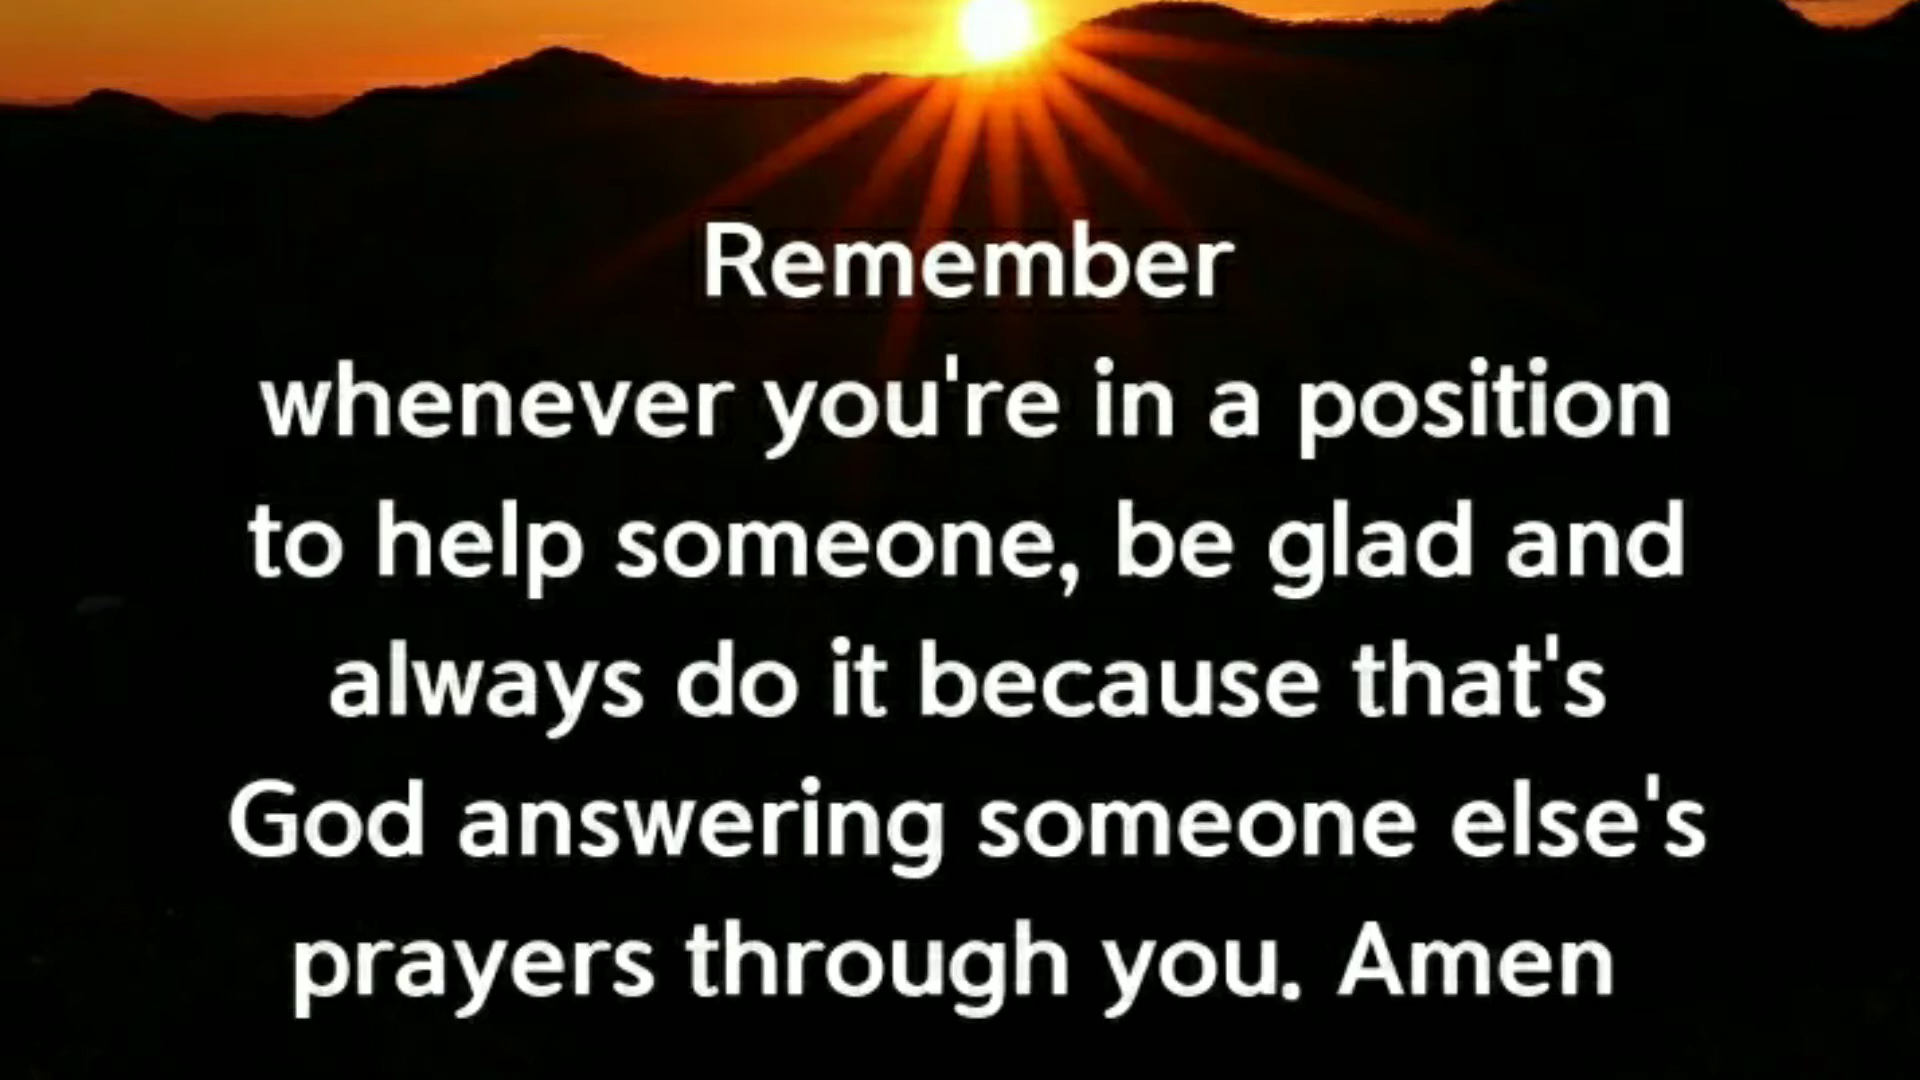 Remember
whenever you're in a position
to help someone, be glad and
always do it because that's
God answering someone else's
prayers through you. Amen